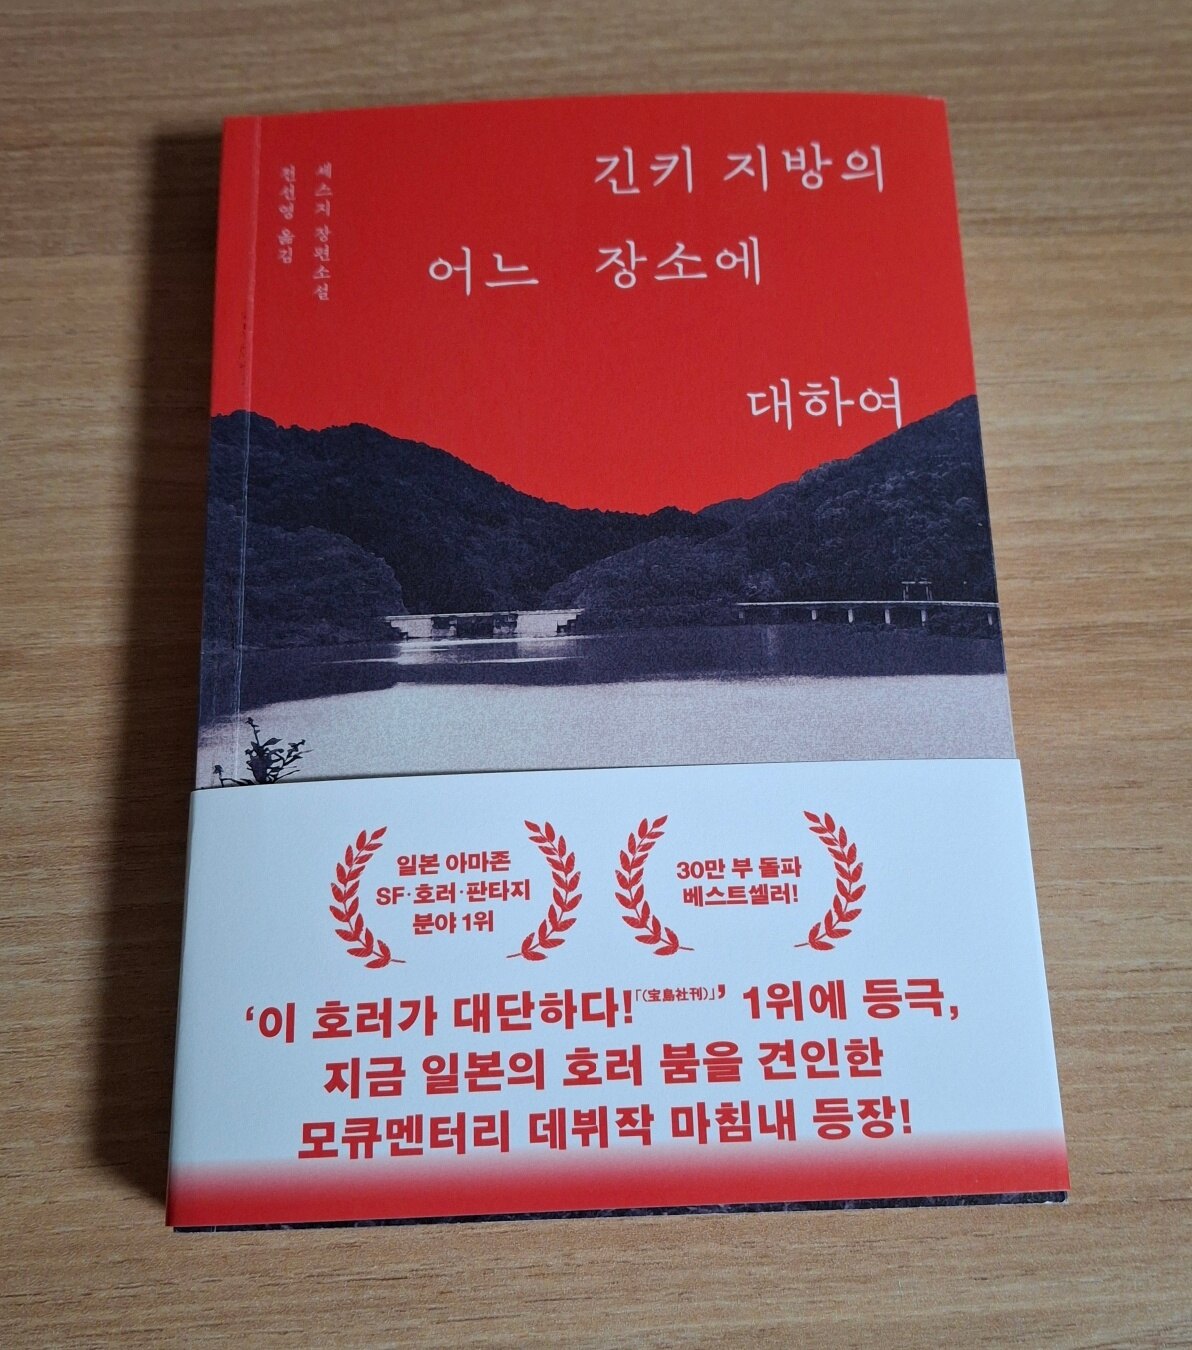 긴키 지방의
어느 장소에
대하여
세스지 장편소설
전선영 옮김
일본 아마존
SF·호러·판타지
분야 1위
30만 부 돌파
베스트셀러!
‘이 호러가 대단하다!「(宝島社刊)」’ 1위에 등극,
지금 일본의 호러 붐을 견인한
모큐멘터리 데뷔작 마침내 등장!